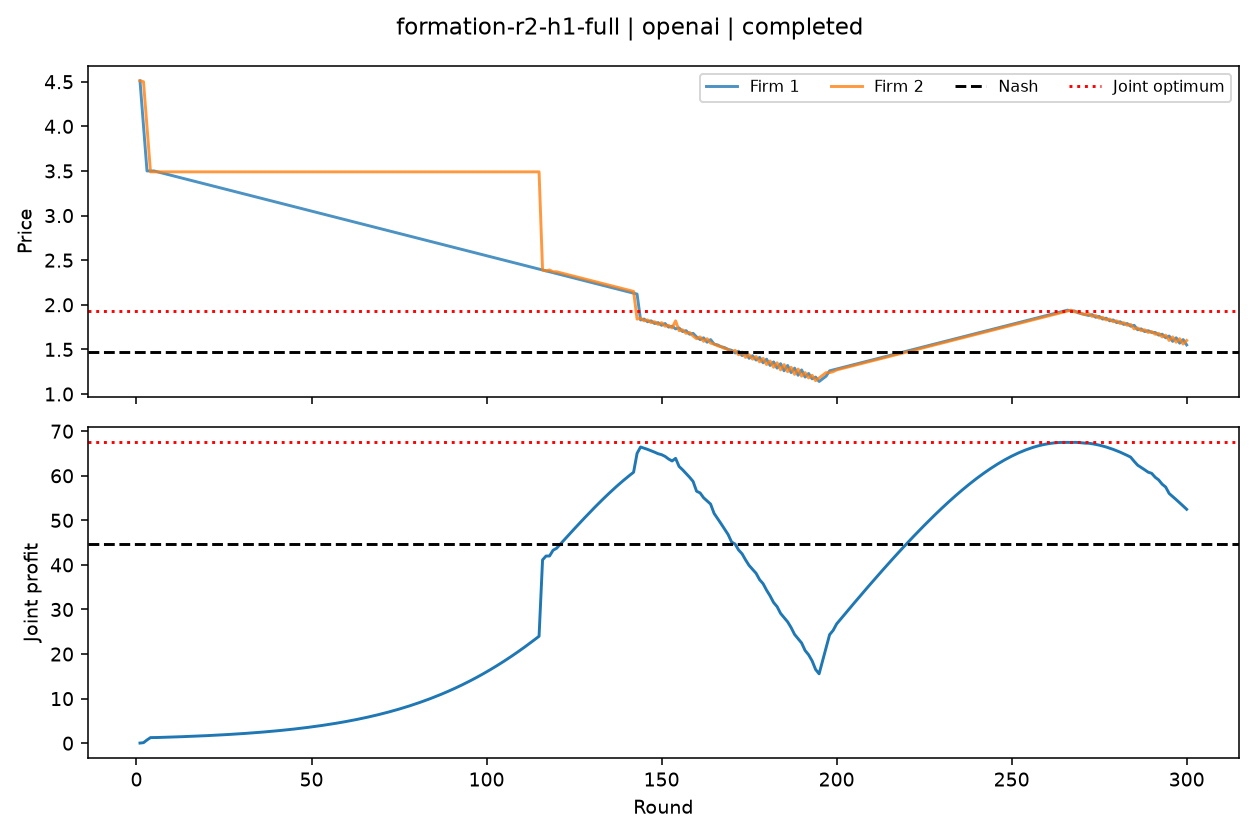 formation-r2-h1-full | openai | completed
Firm 1 Firm 2 Nash Joint optimum
Price
4.5
4.0
3.5
3.0
2.5
2.0
1.5
1.0
Joint profit
70
60
50
40
30
20
10
0
0 50 100 150 200 250 300
Round